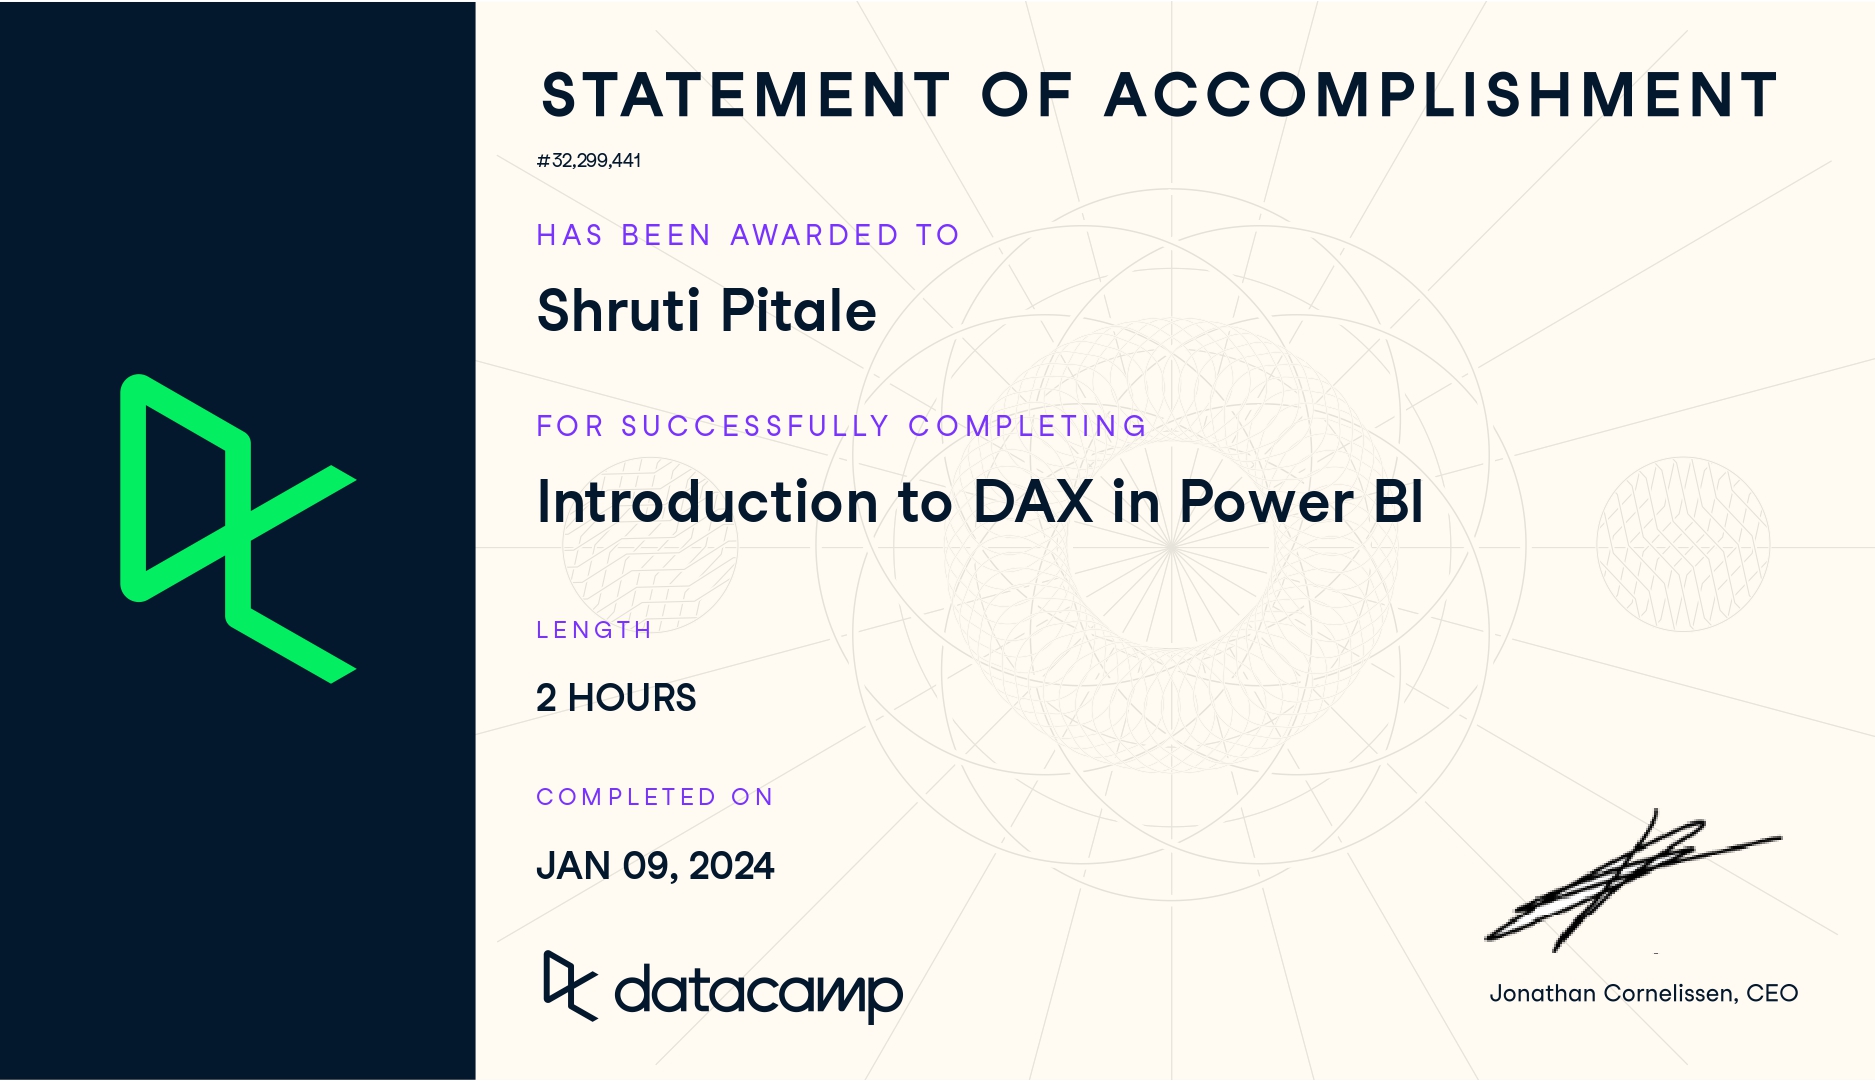 STATEMENT OF ACCOMPLISHMENT
#32,299,441
HAS BEEN AWARDED TO
Shruti Pitale
FOR SUCCESSFULLY COMPLETING
Introduction to DAX in Power BI
LENGTH
2 HOURS
COMPLETED ON
JAN 09, 2024
datacamp
Jonathan Cornelissen, CEO